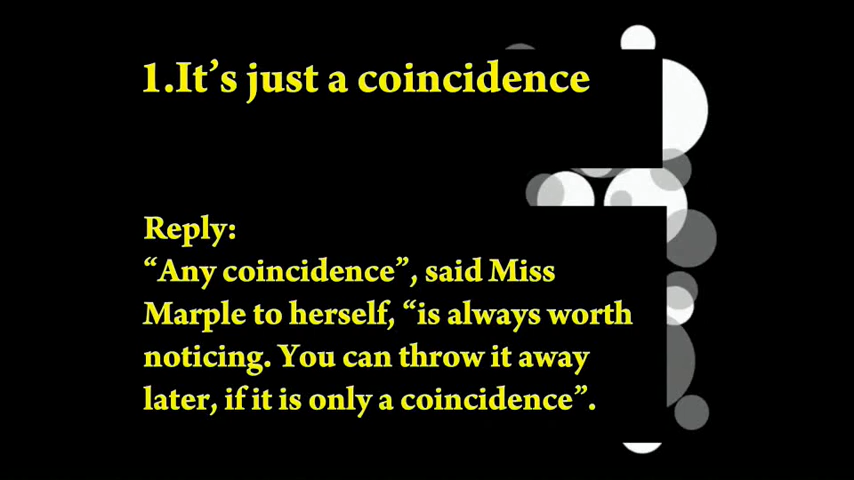 1.It’s just a coincidence
Reply:
“Any coincidence”, said Miss
Marple to herself, “is always worth
noticing. You can throw it away
later, if it is only a coincidence”.